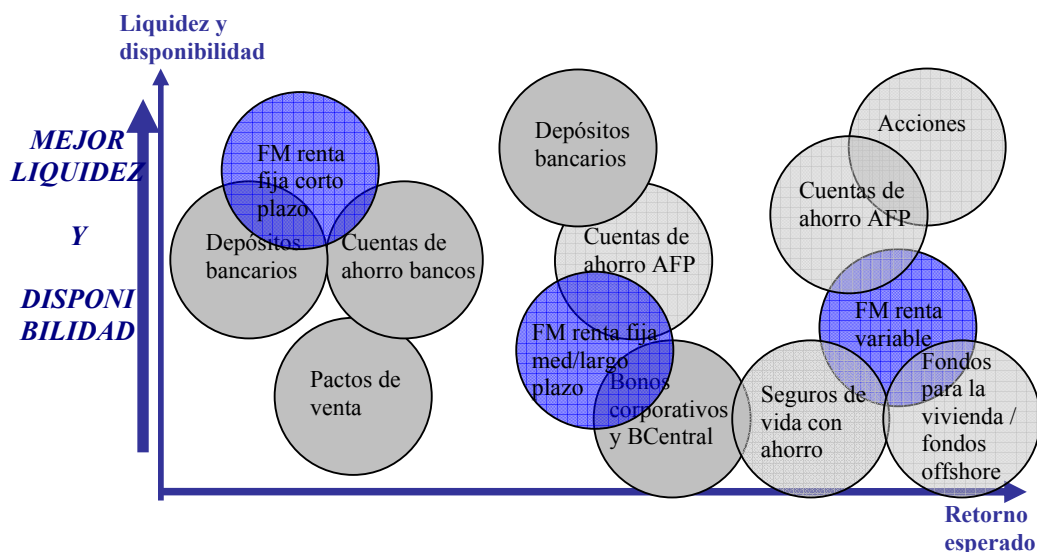 Liquidez y
disponibilidad
MEJOR
LIQUIDEZ
Y
DISPONI
BILIDAD
FM renta
fija corto
plazo
Depósitos
bancarios
Cuentas de
ahorro bancos
Pactos de
venta
Depósitos
bancarios
Cuentas de
ahorro AFP
FM renta fija
med/largo
plazo
Bonos
corporativos
y BCentral
Acciones
Cuentas de
ahorro AFP
FM renta
variable
Seguros de
vida con
ahorro
Fondos
para la
vivienda /
fondos
offshore
Retorno
esperado